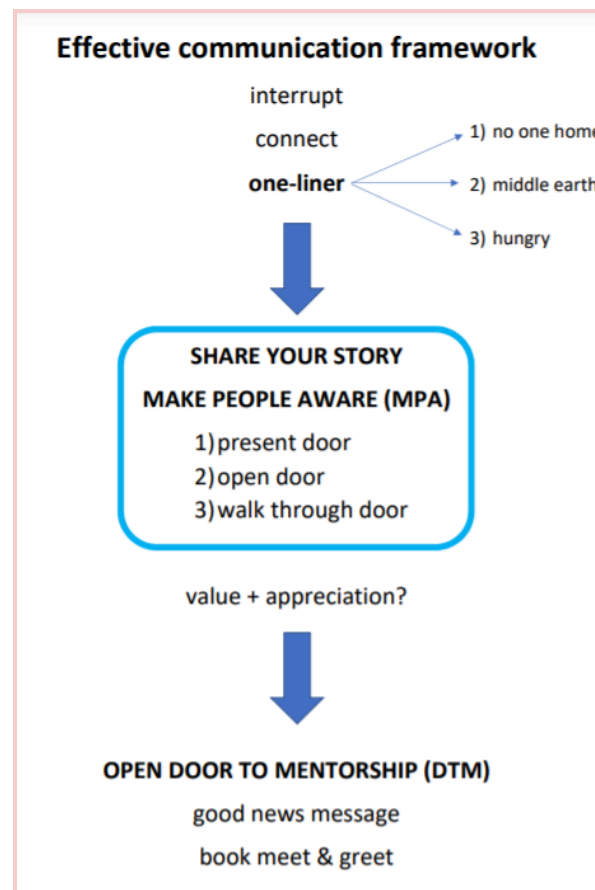 Effective communication framework
interrupt
connect
one-liner
1) no one home
2) middle earth
3) hungry
SHARE YOUR STORY
MAKE PEOPLE AWARE (MPA)
1) present door
2) open door
3) walk through door
value + appreciation?
OPEN DOOR TO MENTORSHIP (DTM)
good news message
book meet & greet